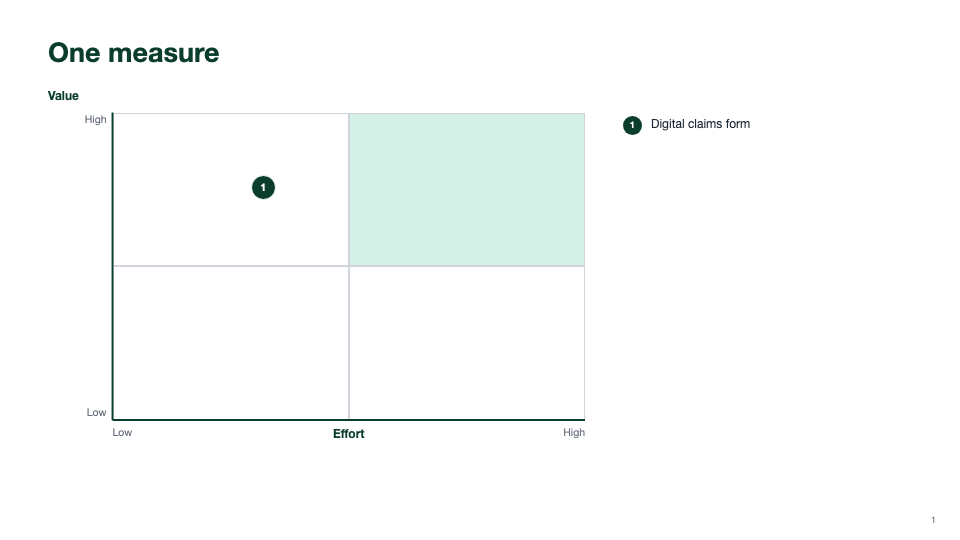 One measure
Value
High
1
1 Digital claims form
Low
Low
Effort
High
1